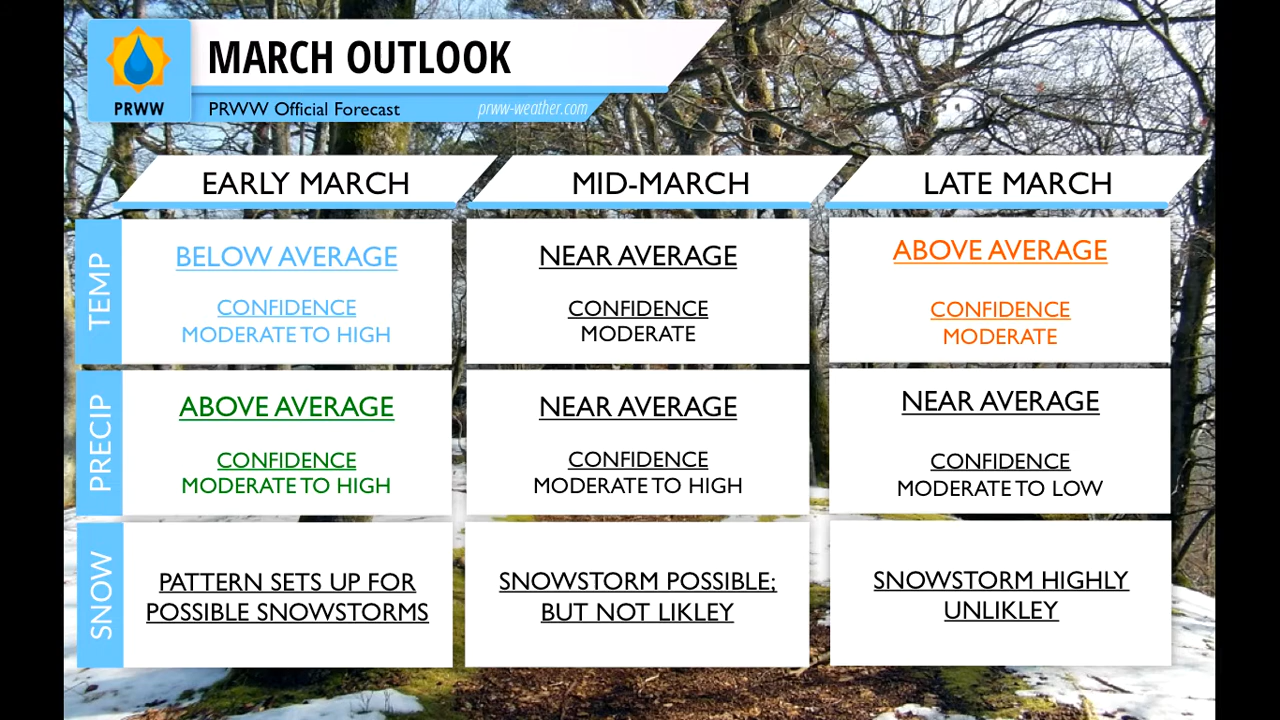 MARCH OUTLOOK
PRWW
PRWW Official Forecast
prww-weather.com
EARLY MARCH
MID-MARCH
LATE MARCH
TEMP
BELOW AVERAGE
CONFIDENCE
MODERATE TO HIGH
NEAR AVERAGE
CONFIDENCE
MODERATE
ABOVE AVERAGE
CONFIDENCE
MODERATE
PRECIP
ABOVE AVERAGE
CONFIDENCE
MODERATE TO HIGH
NEAR AVERAGE
CONFIDENCE
MODERATE TO HIGH
NEAR AVERAGE
CONFIDENCE
MODERATE TO LOW
SNOW
PATTERN SETS UP FOR
POSSIBLE SNOWSTORMS
SNOWSTORM POSSIBLE;
BUT NOT LIKLEY
SNOWSTORM HIGHLY
UNLIKLEY